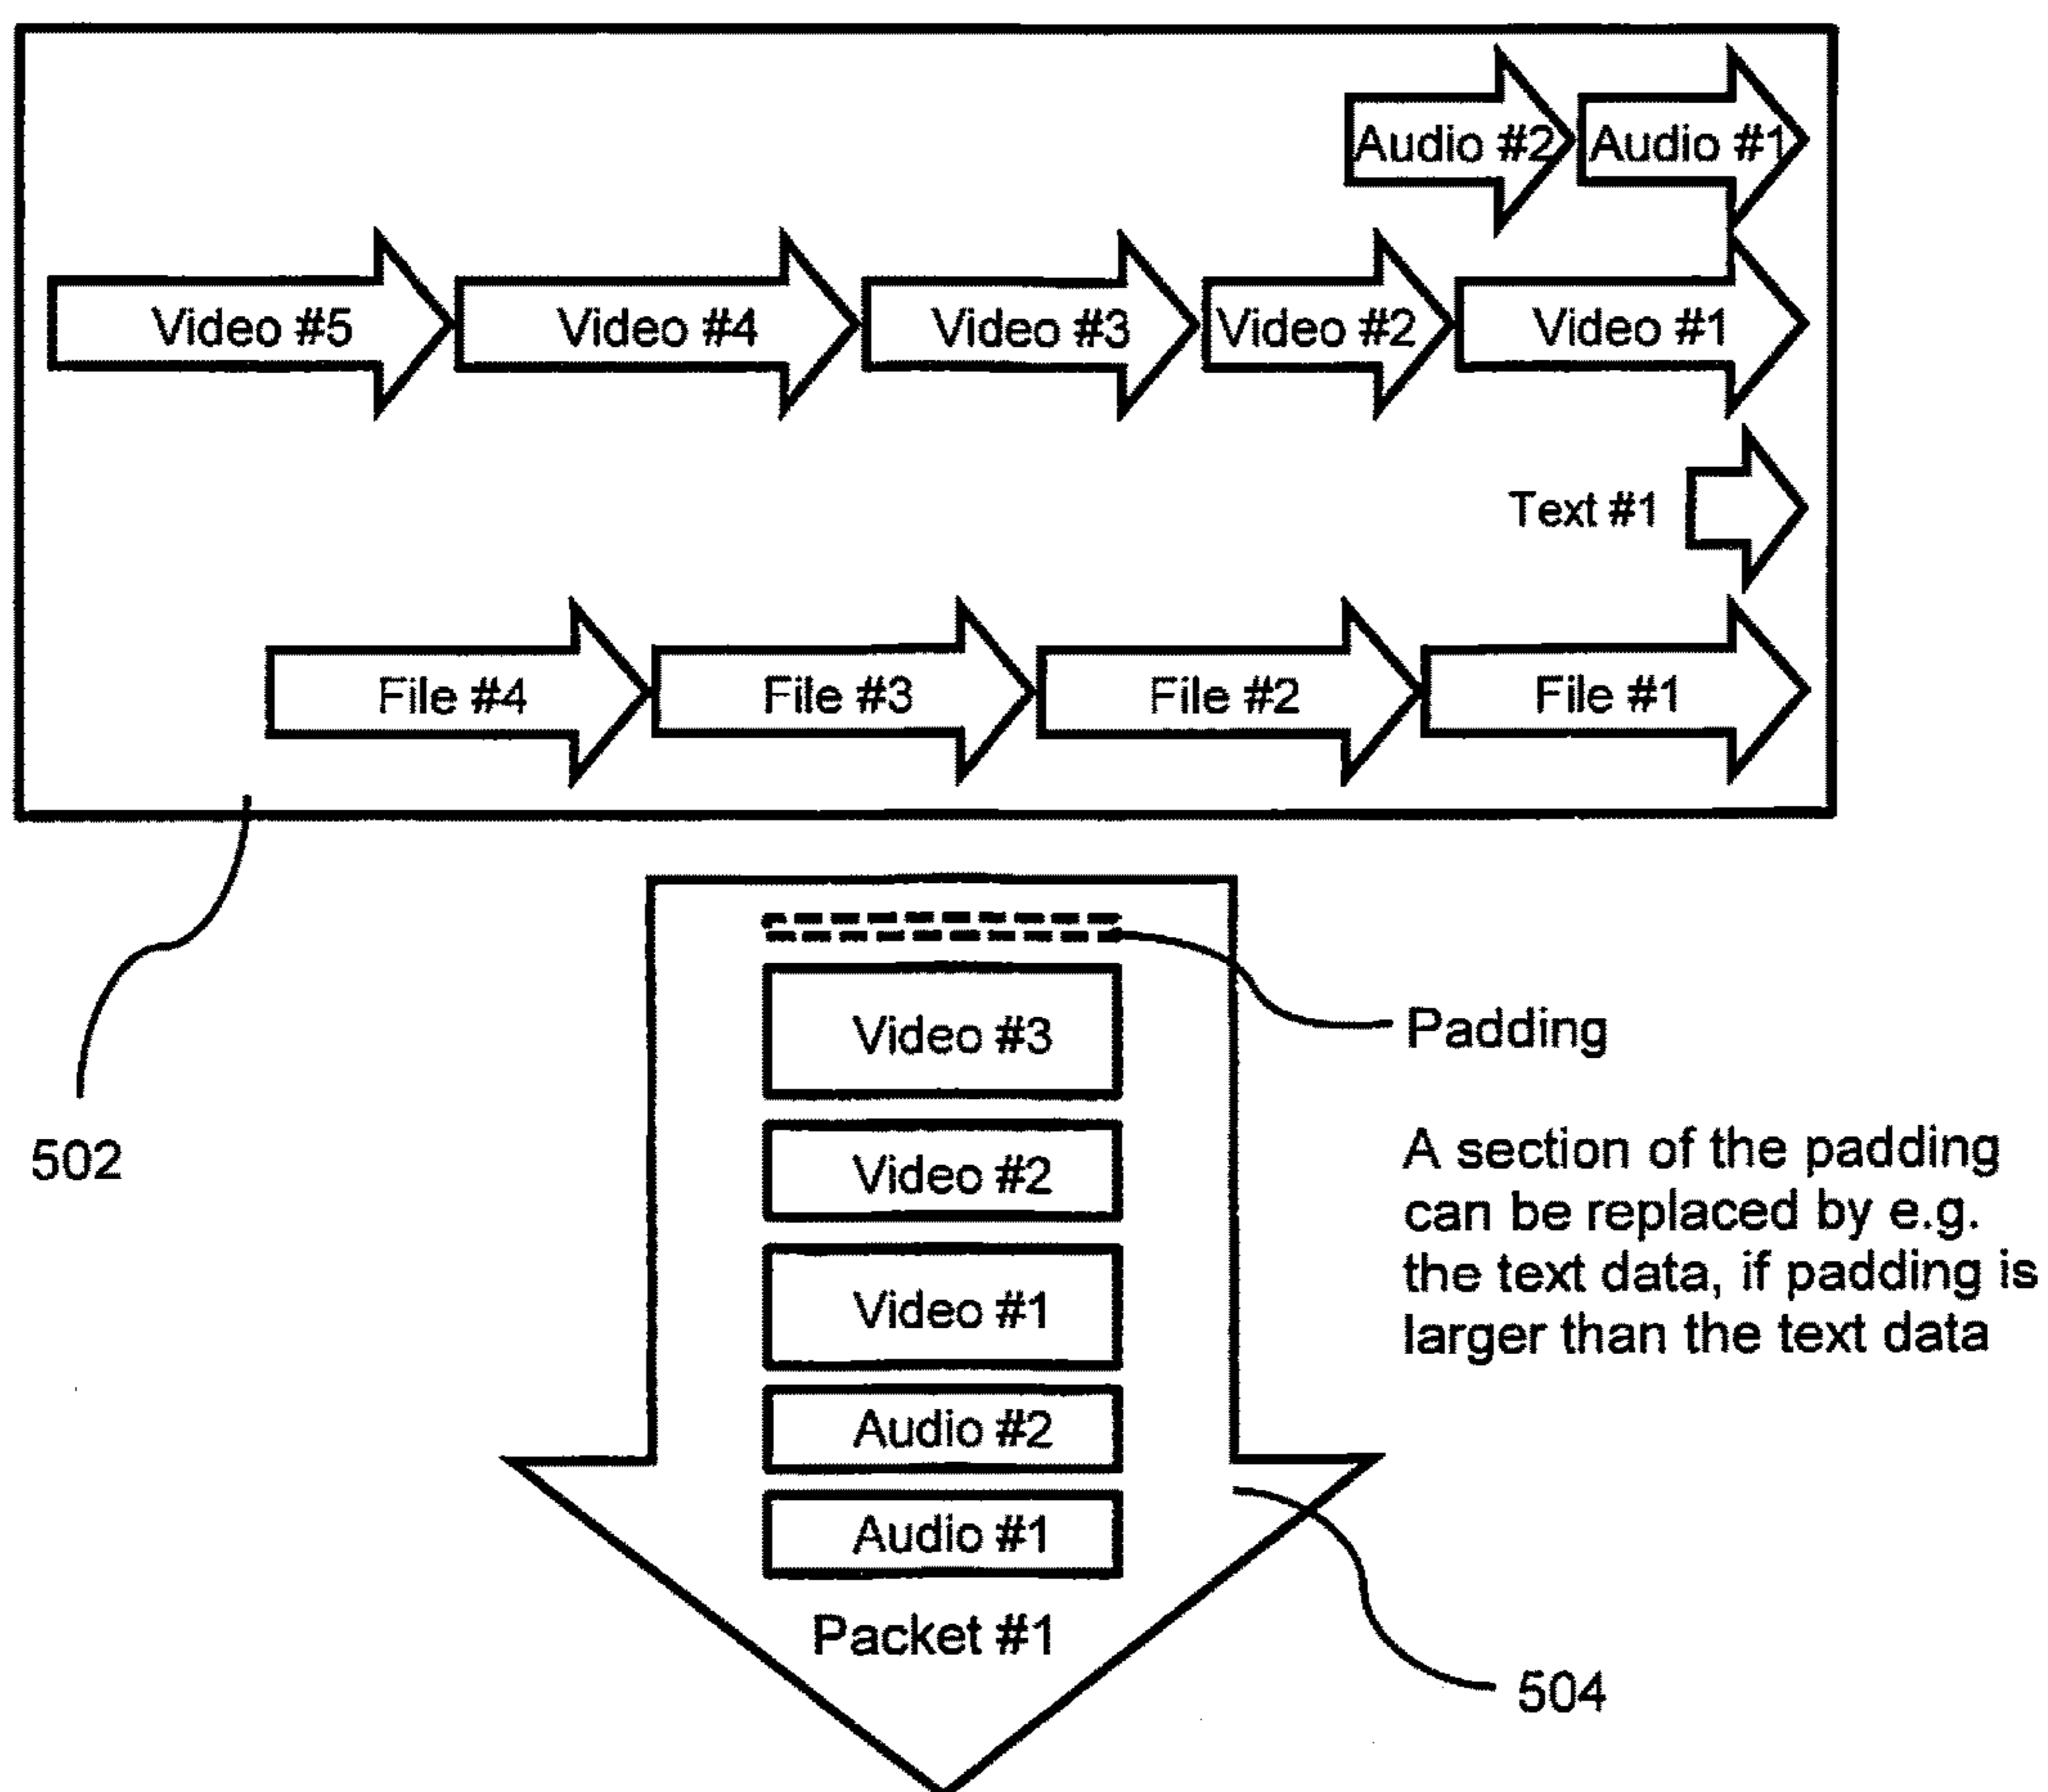 Audio #2 Audio #1
Video #5 Video #4 Video #3 Video #2 Video #1
Text #1
File #4 File #3 File #2 File #1
502
Padding
Video #3
Video #2
Video #1
Audio #2
Audio #1
Packet #1
A section of the padding
can be replaced by e.g.
the text data, if padding is
larger than the text data
504